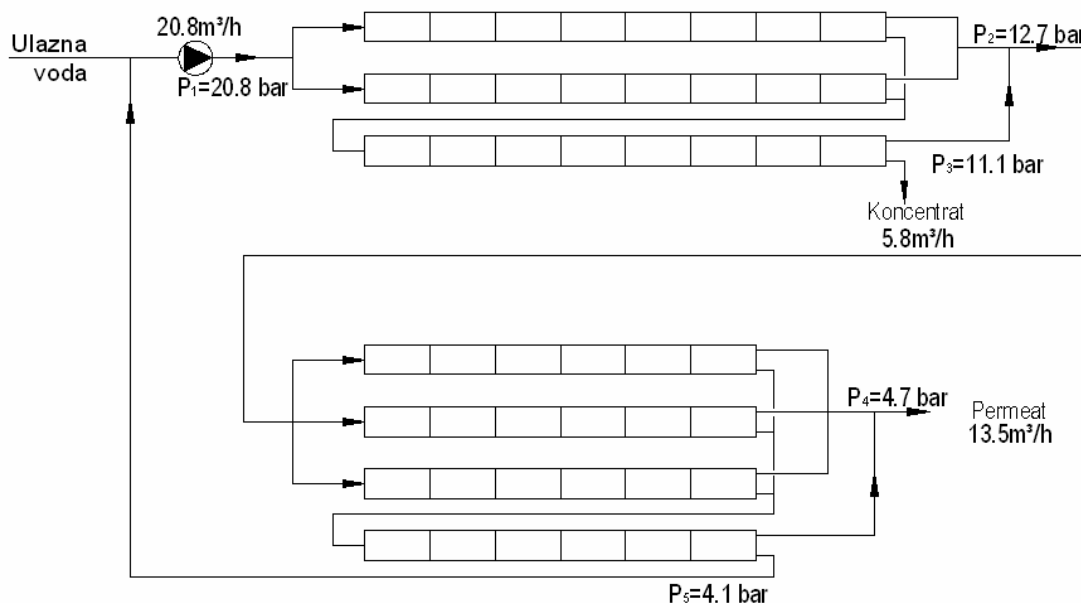 20.8m³/h
Ulazna
voda
P₁=20.8 bar
P₂=12.7 bar
P₃=11.1 bar
Koncentrat
5.8m³/h
P₄=4.7 bar
Permeat
13.5m³/h
P₅=4.1 bar